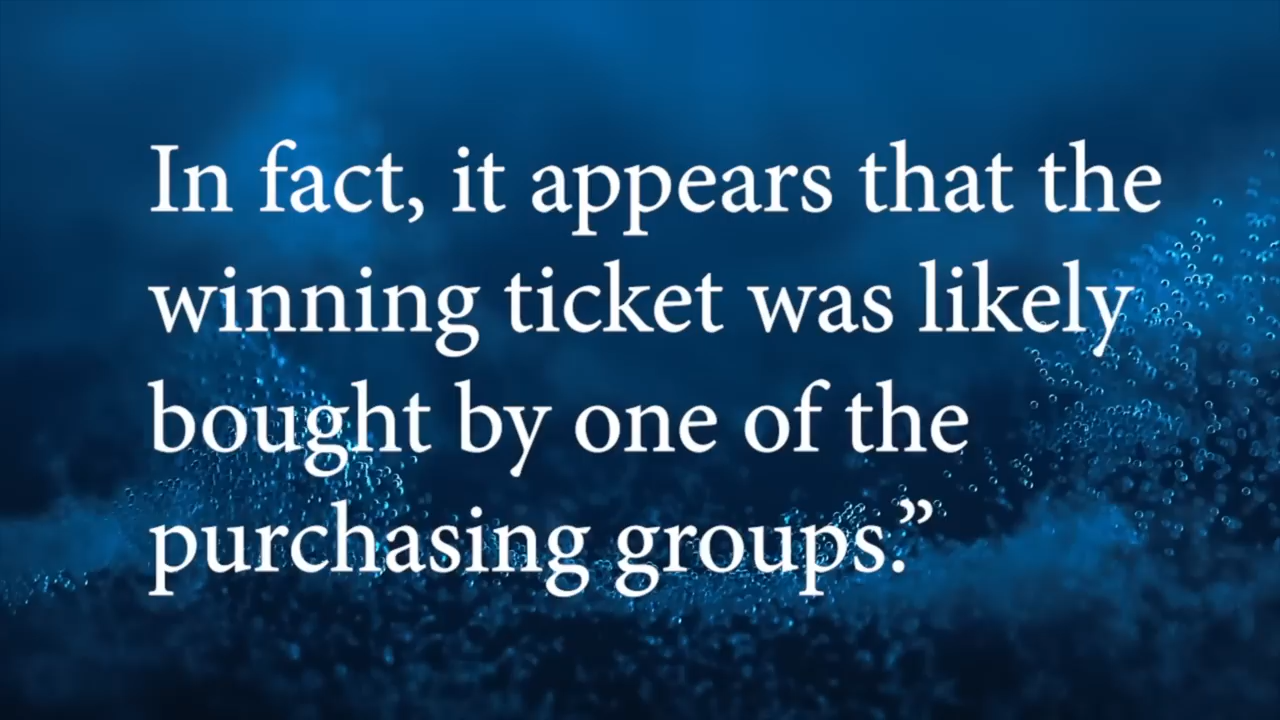 In fact, it appears that the
winning ticket was likely
bought by one of the
purchasing groups.”